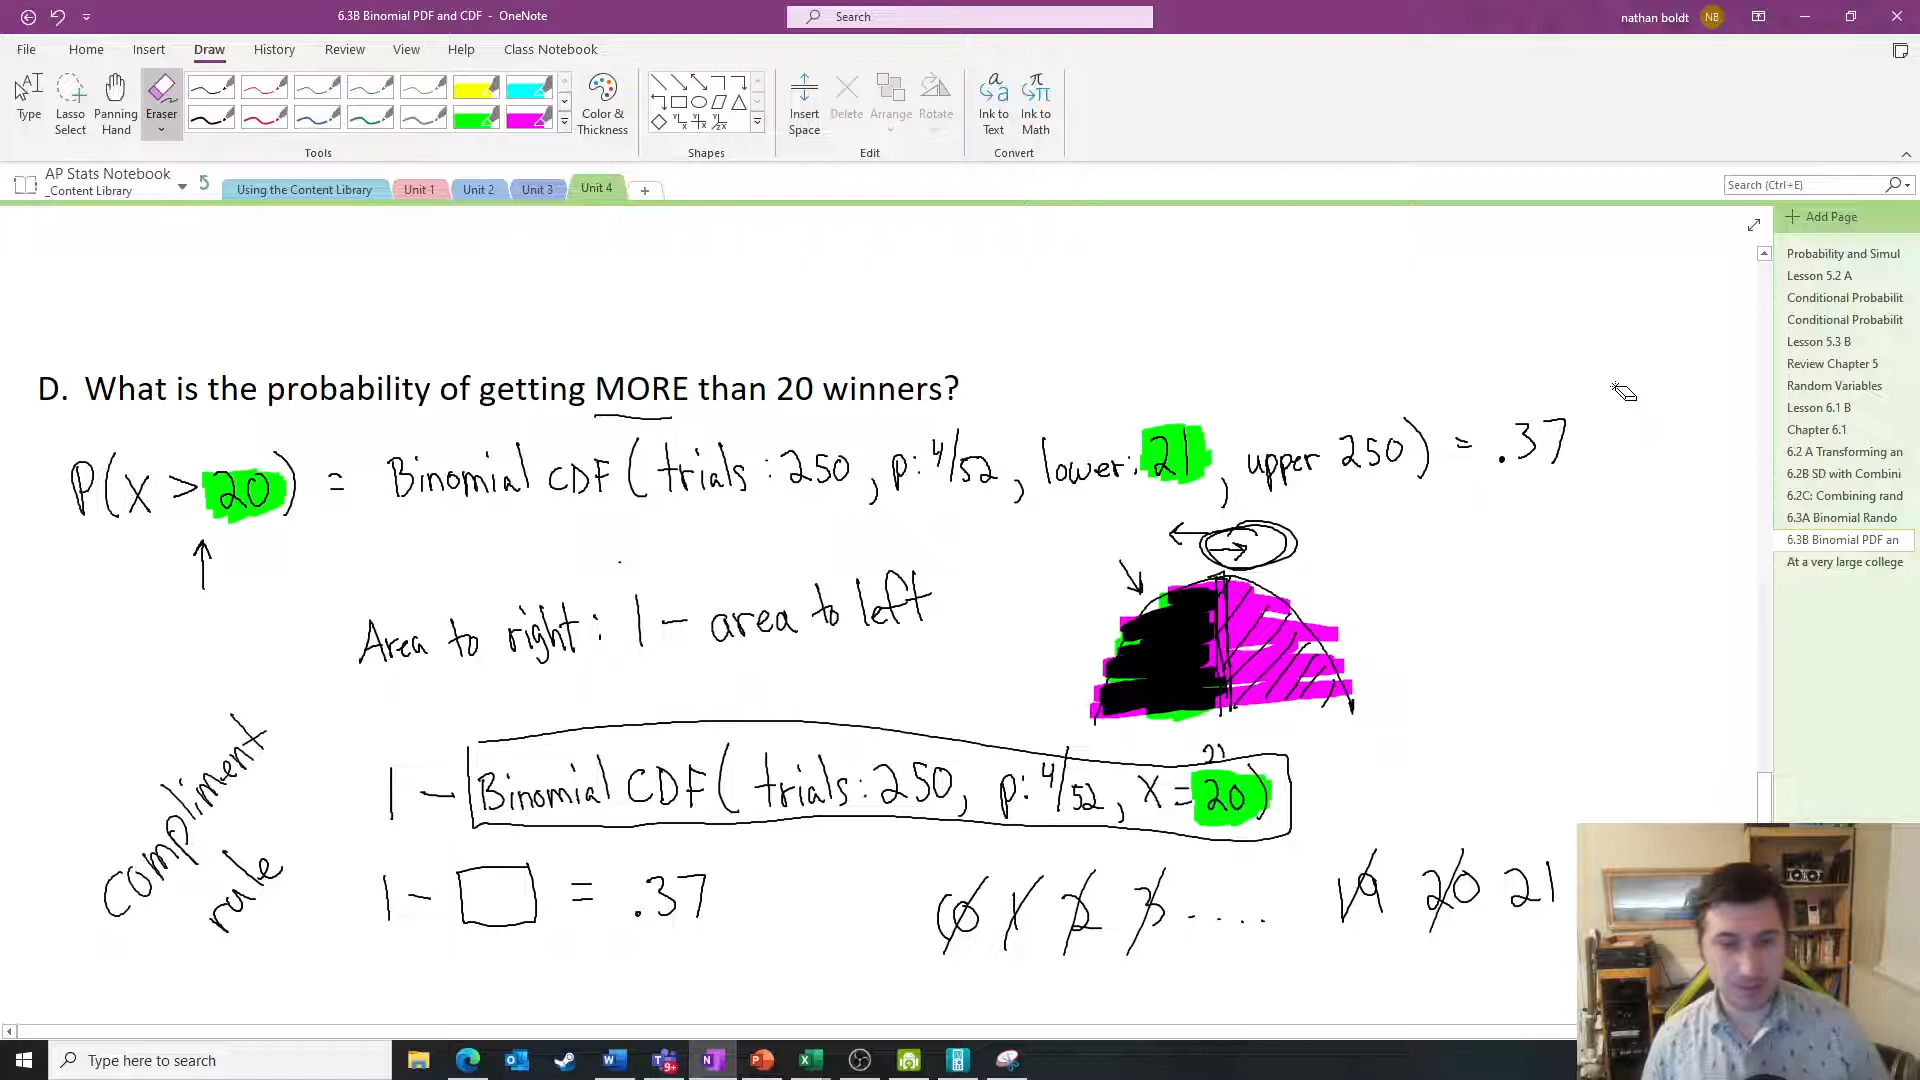 6.3B Binomial PDF and CDF - OneNote
Search
nathan boldt
NB
File Home Insert Draw History Review View Help Class Notebook
Type
Lasso Select
Panning Hand
Eraser
Color & Thickness
Insert Space
Delete
Arrange
Rotate
Ink to Text
Ink to Math
Tools Shapes Edit Convert
AP Stats Notebook
_Content Library
Using the Content Library Unit 1 Unit 2 Unit 3 Unit 4 +
Search (Ctrl+E)
Add Page
Probability and Simul
Lesson 5.2 A
Conditional Probabilit
Conditional Probabilit
Lesson 5.3 B
Review Chapter 5
Random Variables
Lesson 6.1 B
Chapter 6.1
6.2 A Transforming an
6.2B SD with Combini
6.2C: Combining rand
6.3A Binomial Rando
6.3B Binomial PDF an
At a very large college
D. What is the probability of getting MORE than 20 winners?
P(X > 20) = Binomial CDF (trials: 250, p: 4/52, lower: 21, upper 250) = .37
Area to right: 1 - area to left
21
1 - Binomial CDF (trials: 250, p: 4/52, X = 20)
compliment
rule
1 - □ = .37
0 1 2 3 .... 19 20 21
Type here to search
9+